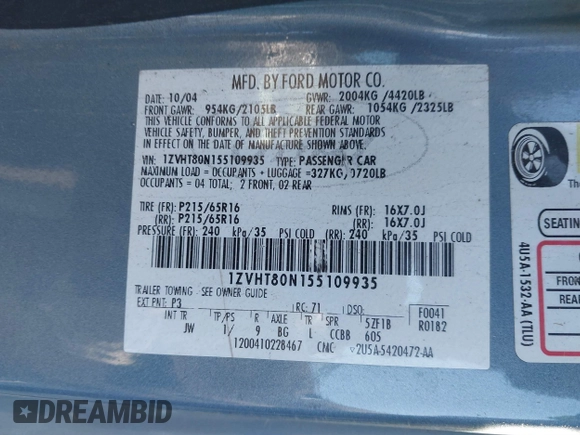 MFD. BY FORD MOTOR CO.
DATE: 10/04 GVWR: 2004KG /4420LB
FRONT GAWR: 954KG/2105LB REAR GAWR: 1054KG /2325LB
THIS VEHICLE CONFORMS TO ALL APPLICABLE FEDERAL MOTOR
VEHICLE SAFETY, BUMPER, AND THEFT PREVENTION STANDARDS
IN EFFECT ON THE DATE OF MANUFACTURE SHOWN ABOVE.
VIN: 1ZVHT80N155109935 TYPE: PASSENGER CAR
MAXIMUM LOAD = OCCUPANTS + LUGGAGE =327KG/0720LB
OCCUPANTS = 04 TOTAL; 2 FRONT, 02 REAR
TIRE (FR): P215/65R16 RIMS (FR): 16X7.0J
(RR): P215/65R16 (RR): 16X7.0J
PRESSURE (FR): 240 kPa/35 PSI COLD (RR): 240 kPa/35 PSI COLD
1ZVHT80N155109935
TRAILER TOWING - SEE OWNER GUIDE
EXT PNT: P3 RC: 71 DSO: F0041
INT TR TP/PS R AXLE TR SPR 5ZF1B R0182
JW 1/ 9 BG L CCBB 605
1200410228467 CMC v2U5A-5420472-AA
4U5A-1532-AA (TLU)
SEATING
DREAMBID